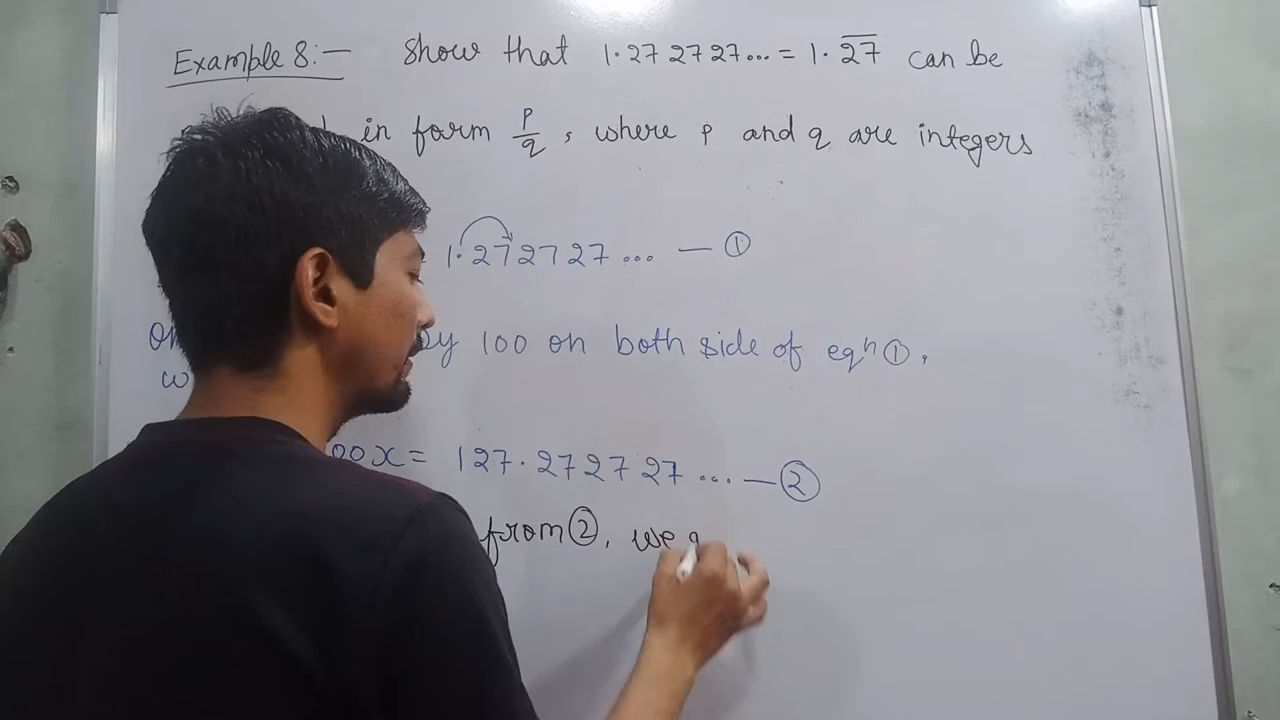 Example 8:— Show that 1.27 27 27... = 1.\overline{27} can be
in form p/q, where p and q are integers
1.27 27 27... — ①
by 100 on both side of eqn ①,
00x = 127.27 27 27... — ②
from ②, we